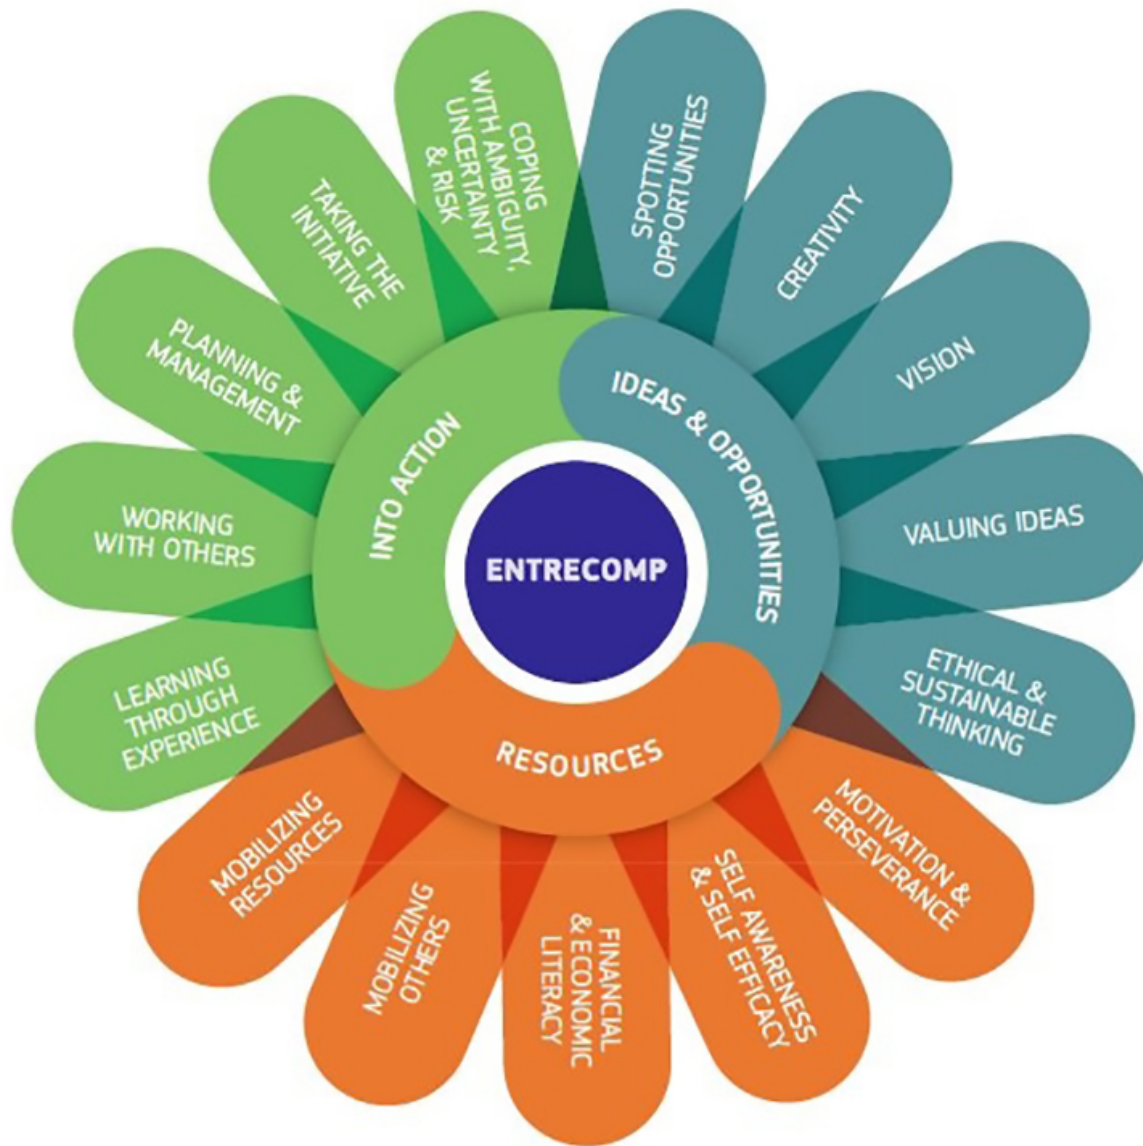 ENTRECOMP
IDEAS & OPPORTUNITIES
SPOTTING
OPPORTUNITIES
CREATIVITY
VISION
VALUING IDEAS
ETHICAL &
SUSTAINABLE
THINKING
RESOURCES
MOTIVATION &
PERSEVERANCE
SELF AWARENESS
& SELF EFFICACY
FINANCIAL
& ECONOMIC
LITERACY
MOBILIZING
OTHERS
MOBILIZING
RESOURCES
INTO ACTION
LEARNING
THROUGH
EXPERIENCE
WORKING
WITH OTHERS
PLANNING &
MANAGEMENT
TAKING THE
INITIATIVE
COPING
WITH AMBIGUITY,
UNCERTAINTY
& RISK